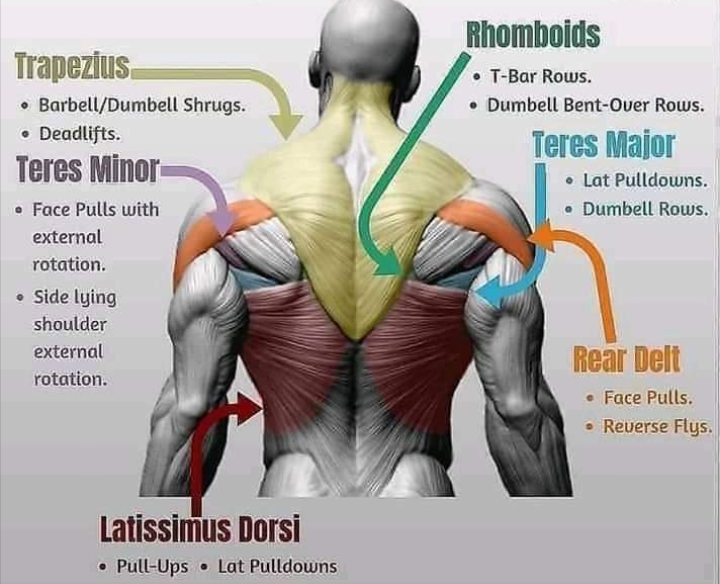 Trapezius
• Barbell/Dumbell Shrugs.
• Deadlifts.
Teres Minor
• Face Pulls with
external
rotation.
• Side lying
shoulder
external
rotation.
Rhomboids
• T-Bar Rows.
• Dumbell Bent-Over Rows.
Teres Major
• Lat Pulldowns.
• Dumbell Rows.
Rear Delt
• Face Pulls.
• Reverse Flys.
Latissimus Dorsi
• Pull-Ups • Lat Pulldowns